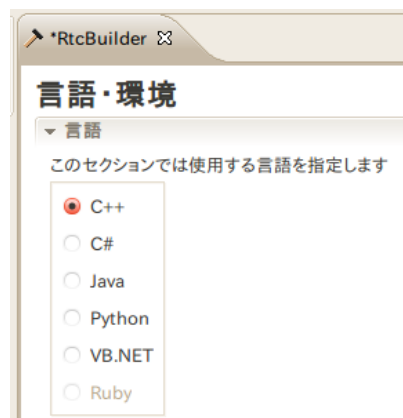 *RtcBuilder
言語・環境
言語
このセクションでは使用する言語を指定します
C++
C#
Java
Python
VB.NET
Ruby